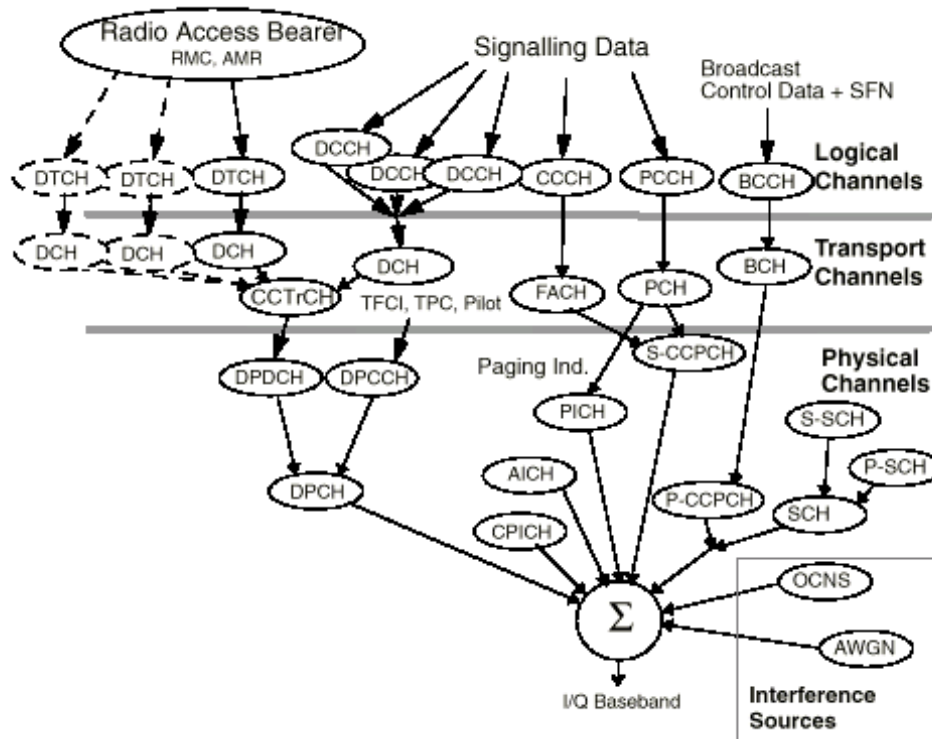 Radio Access Bearer
RMC, AMR
Signalling Data
Broadcast
Control Data + SFN
DCCH
DCCH
DCCH
DTCH
DTCH
DTCH
CCCH
PCCH
BCCH
Logical
Channels
DCH
DCH
DCH
DCH
BCH
Transport
Channels
CCTrCH
TFCI, TPC, Pilot
FACH
PCH
S-CCPCH
Physical
Channels
Paging Ind.
DPDCH
DPCCH
PICH
S-SCH
P-SCH
AICH
DPCH
P-CCPCH
SCH
CPICH
OCNS
Σ
AWGN
I/Q Baseband
Interference
Sources